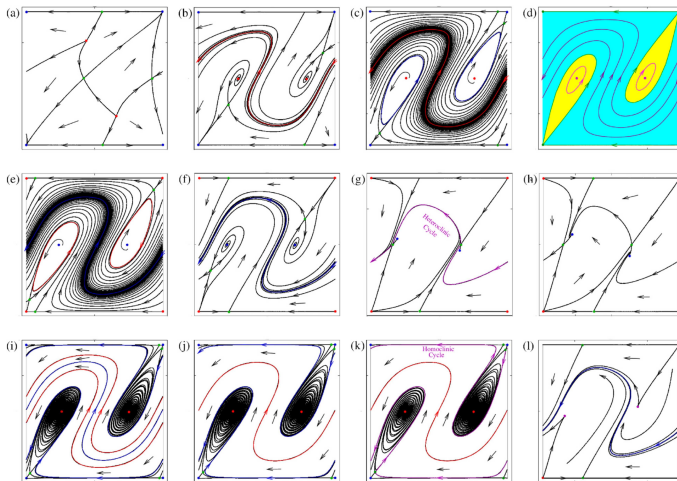 (a)
(b)
(c)
(d)
(e)
(f)
(g)
Heteroclinic
Cycle
(h)
(i)
(j)
(k)
Homoclinic
Cycle
(l)